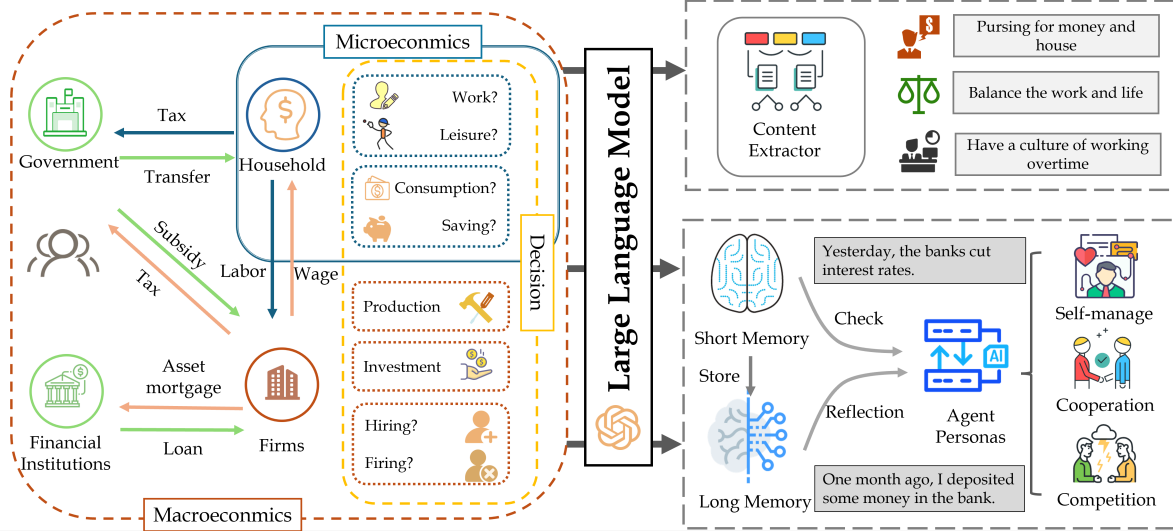 Microeconmics
Government
Tax
Transfer
Household
Work?
Leisure?
Consumption?
Saving?
Decision
Subsidy
Tax
Labor
Wage
Production
Investment
Hiring?
Firing?
Asset
mortgage
Loan
Financial
Institutions
Firms
Macroeconmics
Large Language Model
Content
Extractor
$
Pursing for money and
house
Balance the work and life
Have a culture of working
overtime
Short Memory
Store
Long Memory
Yesterday, the banks cut
interest rates.
Check
Reflection
AI
Agent
Personas
One month ago, I deposited
some money in the bank.
Self-manage
Cooperation
Competition